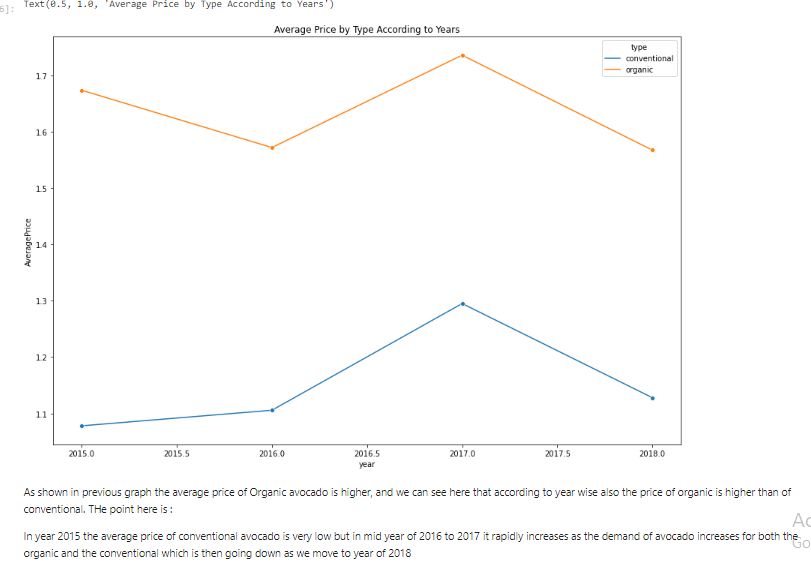 Text(0.5, 1.0, 'Average Price by Type According to Years')
6]:
Average Price by Type According to Years
type
conventional
organic
1.7
1.6
1.5
1.4
1.3
1.2
1.1
AveragePrice
2015.0 2015.5 2016.0 2016.5 2017.0 2017.5 2018.0
year
As shown in previous graph the average price of Organic avocado is higher, and we can see here that according to year wise also the price of organic is higher than of
conventional. THe point here is :
In year 2015 the average price of conventional avocado is very low but in mid year of 2016 to 2017 it rapidly increases as the demand of avocado increases for both the
organic and the conventional which is then going down as we move to year of 2018
Ac
Go